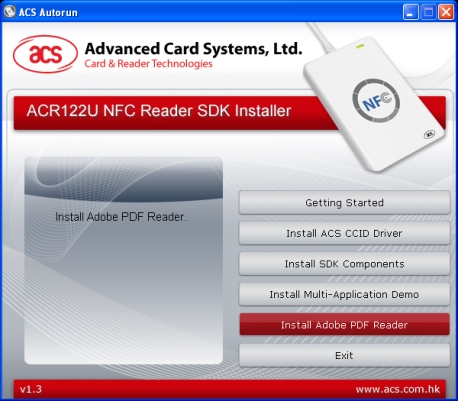 ACS Autorun
acs
Advanced Card Systems, Ltd.
Card & Reader Technologies
NFC
acs
ACR122U NFC Reader SDK Installer
Install Adobe PDF Reader.
Getting Started
Install ACS CCID Driver
Install SDK Components
Install Multi-Application Demo
Install Adobe PDF Reader
Exit
v1.3
www.acs.com.hk